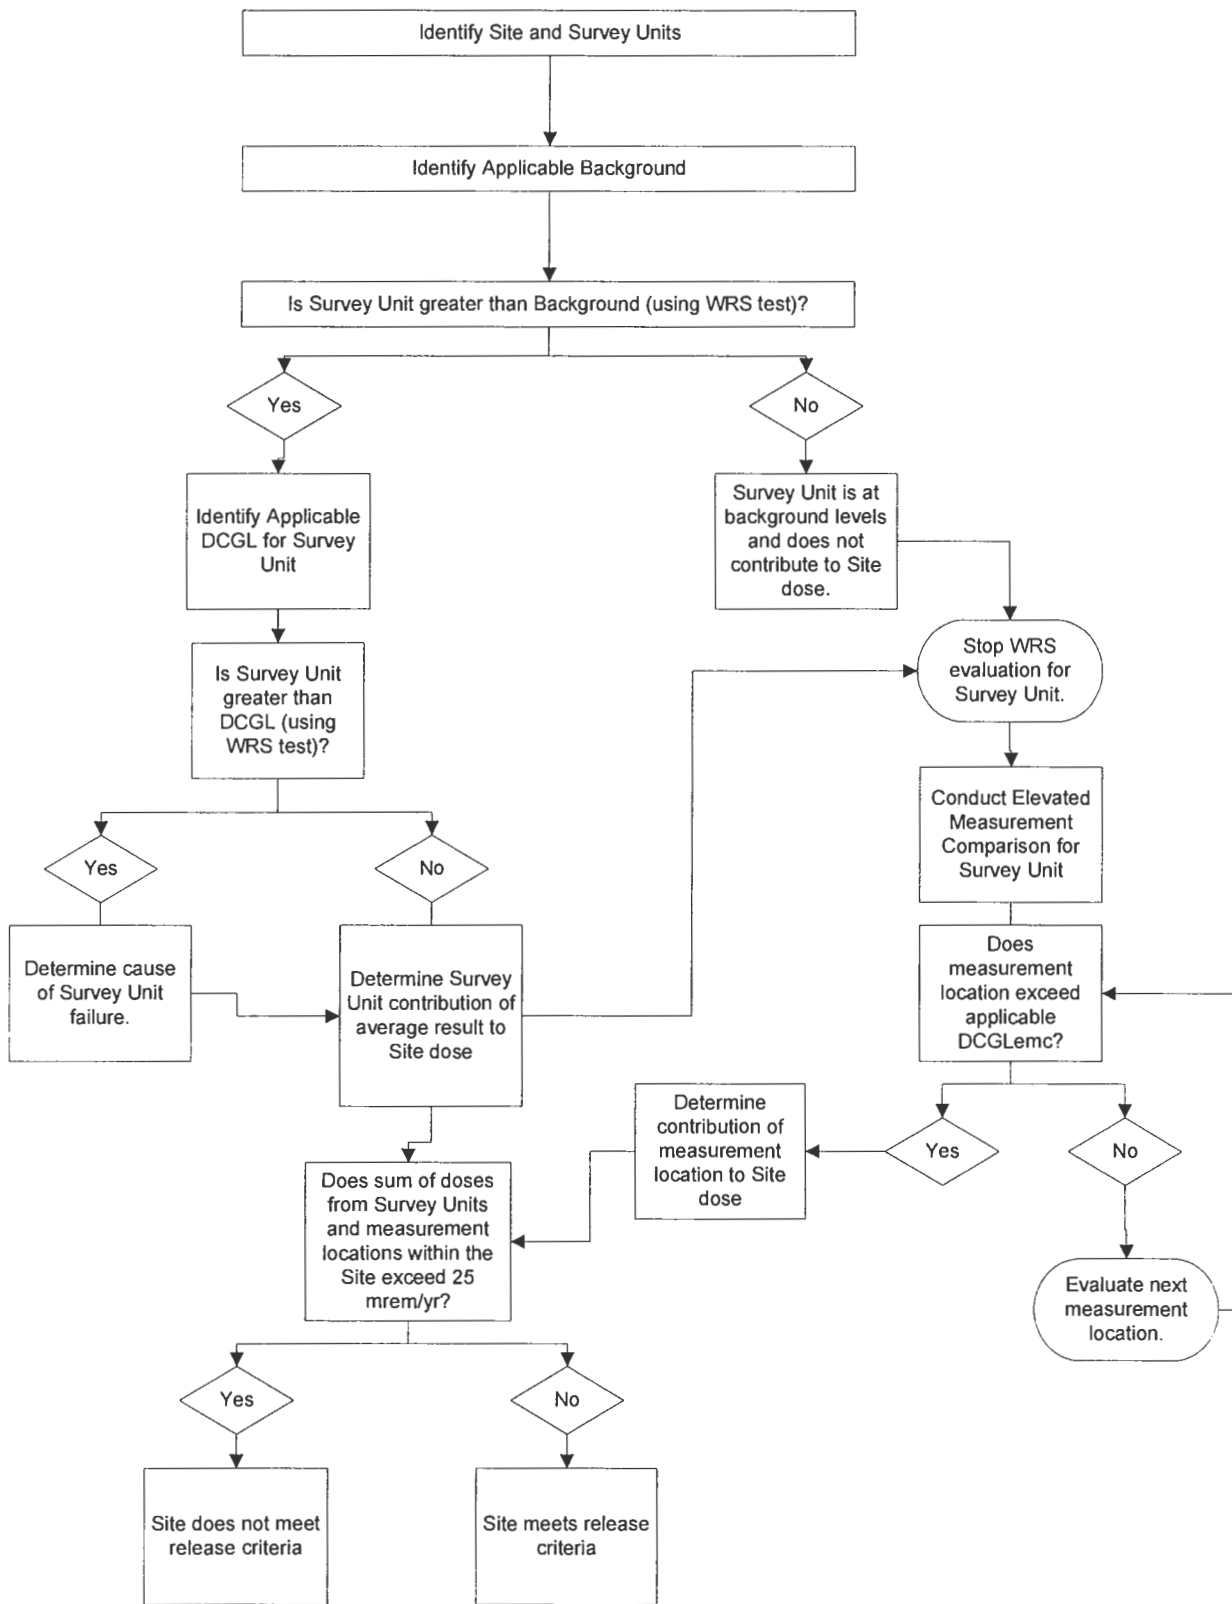 Identify Site and Survey Units
Identify Applicable Background
Is Survey Unit greater than Background (using WRS test)?
Yes
No
Identify Applicable
DCGL for Survey
Unit
Survey Unit is at
background levels
and does not
contribute to Site
dose.
Is Survey Unit
greater than
DCGL (using
WRS test)?
Stop WRS
evaluation for
Survey Unit.
Conduct Elevated
Measurement
Comparison for
Survey Unit
Yes
No
Determine cause
of Survey Unit
failure.
Determine Survey
Unit contribution of
average result to
Site dose
Does
measurement
location exceed
applicable
DCGLemc?
Determine
contribution of
measurement
location to Site
dose
Yes
No
Does sum of doses
from Survey Units
and measurement
locations within the
Site exceed 25
mrem/yr?
Evaluate next
measurement
location.
Yes
No
Site does not meet
release criteria
Site meets release
criteria